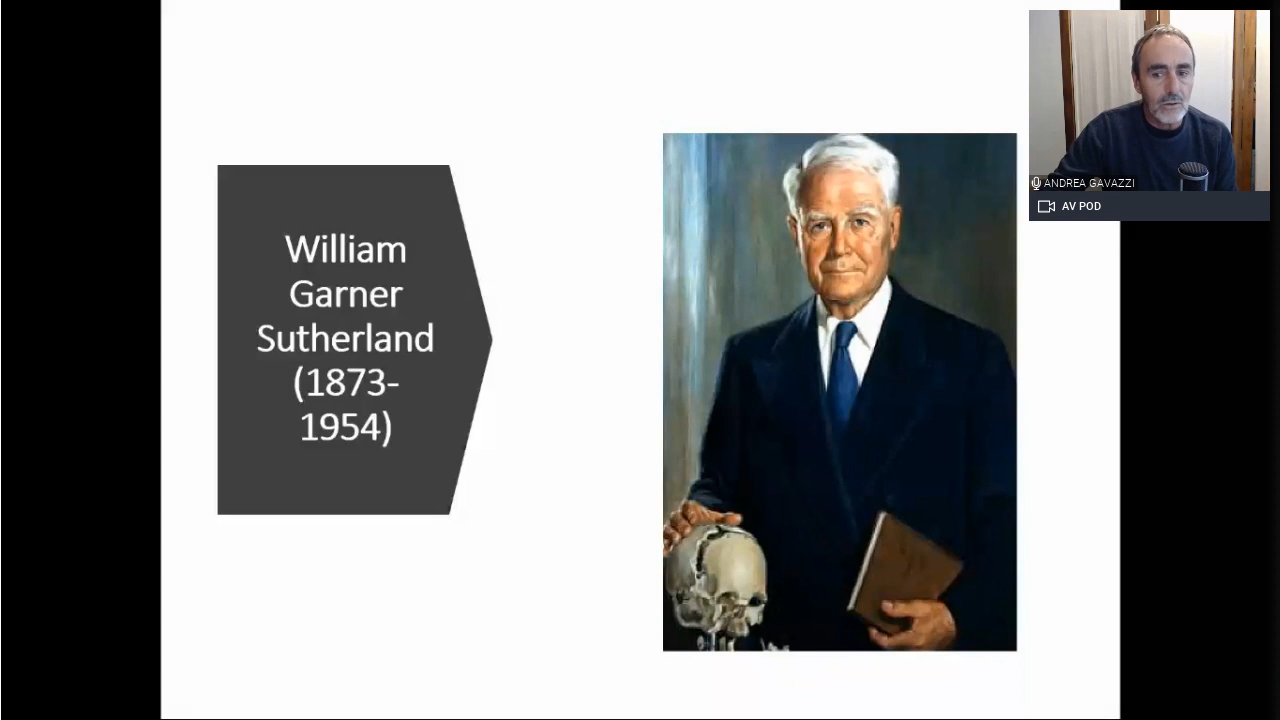 William
Garner
Sutherland
(1873-
1954)
ANDREA GAVAZZI
AV POD